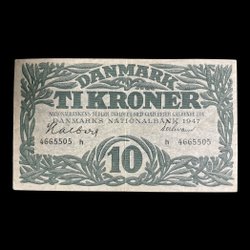 DANMARK
TI KRONER
NATIONALBANKENS SEDLER INDLØSES MED GULD EFTER GÆLDENDE LOV
DANMARKS NATIONALBANK 1947
4665505 h h 4665505
10